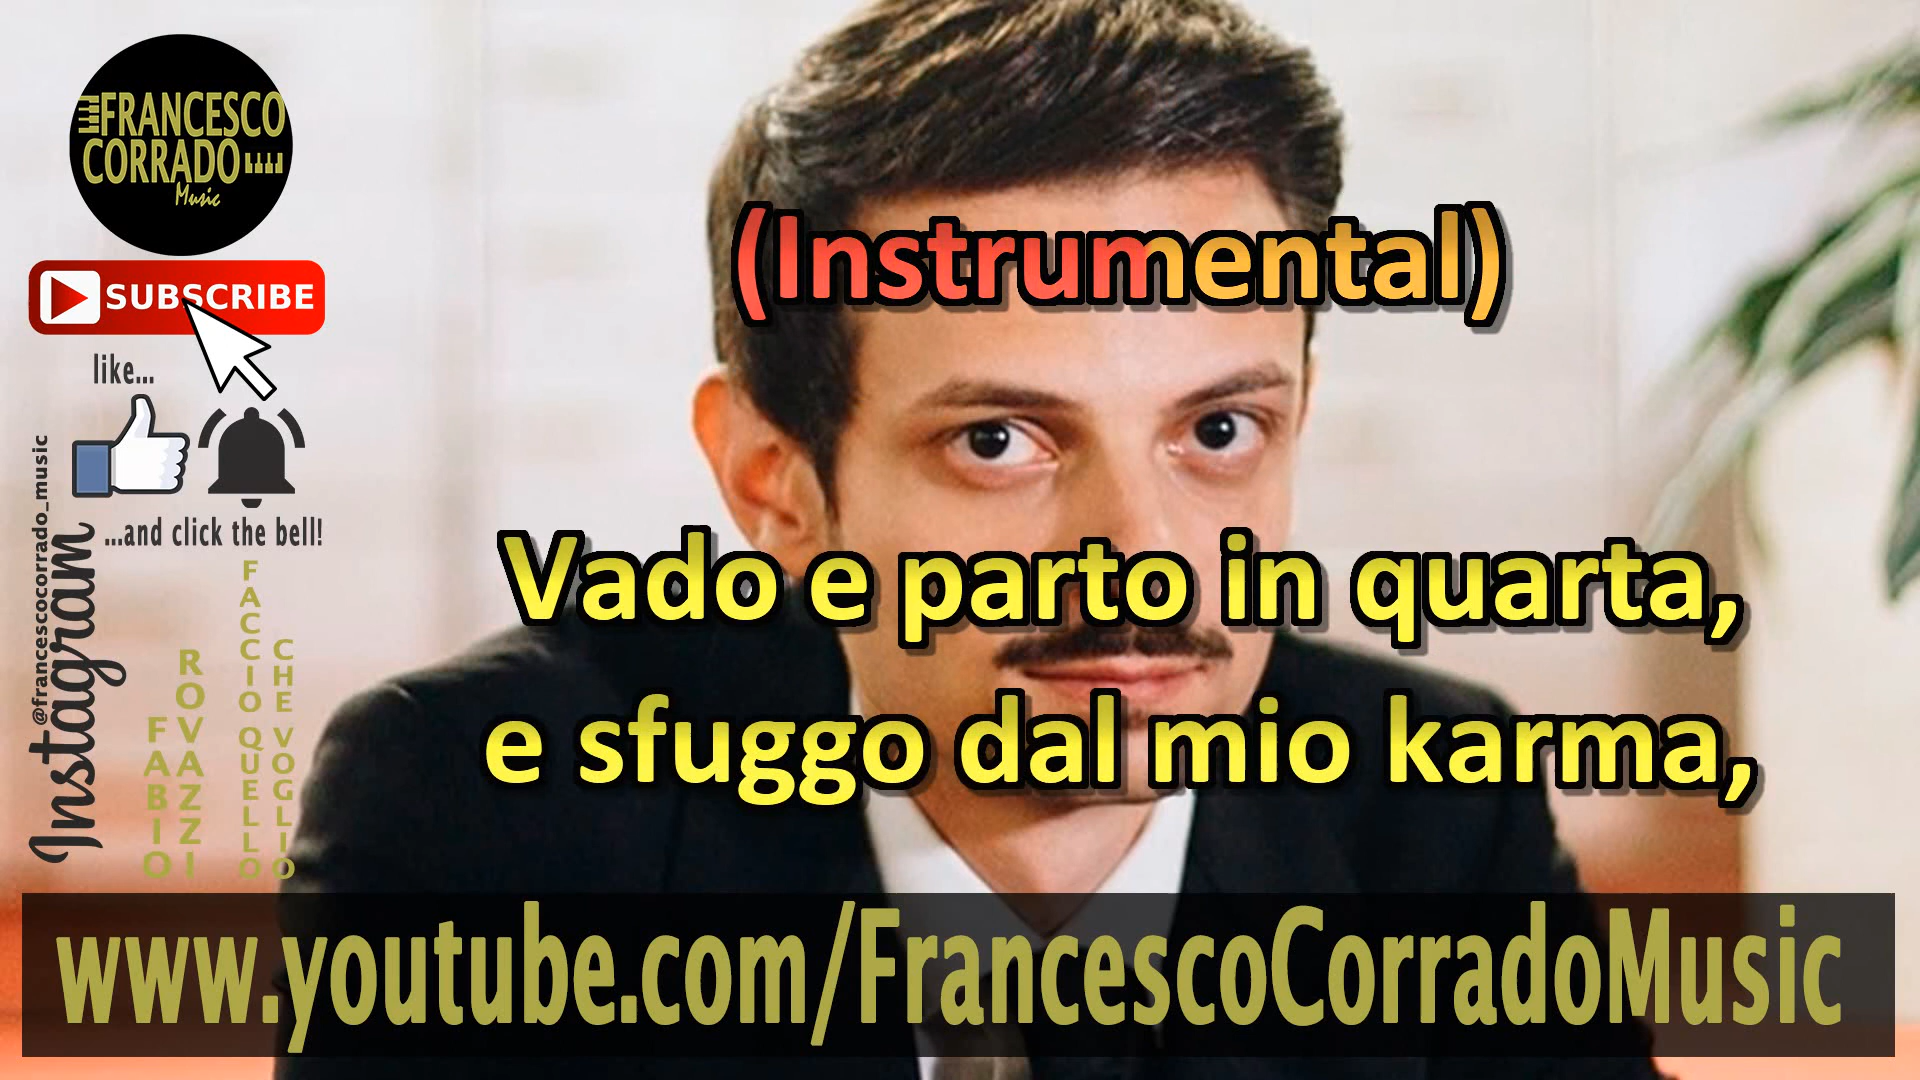 FRANCESCO
CORRADO
Music
SUBSCRIBE
like...
...and click the bell!
@francescocorrado_music
Instagram
FABIO
ROVAZZI
FACCIO QUELLO
CHE VOGLIO
(Instrumental)
Vado e parto in quarta,
e sfuggo dal mio karma,
www.youtube.com/FrancescoCorradoMusic